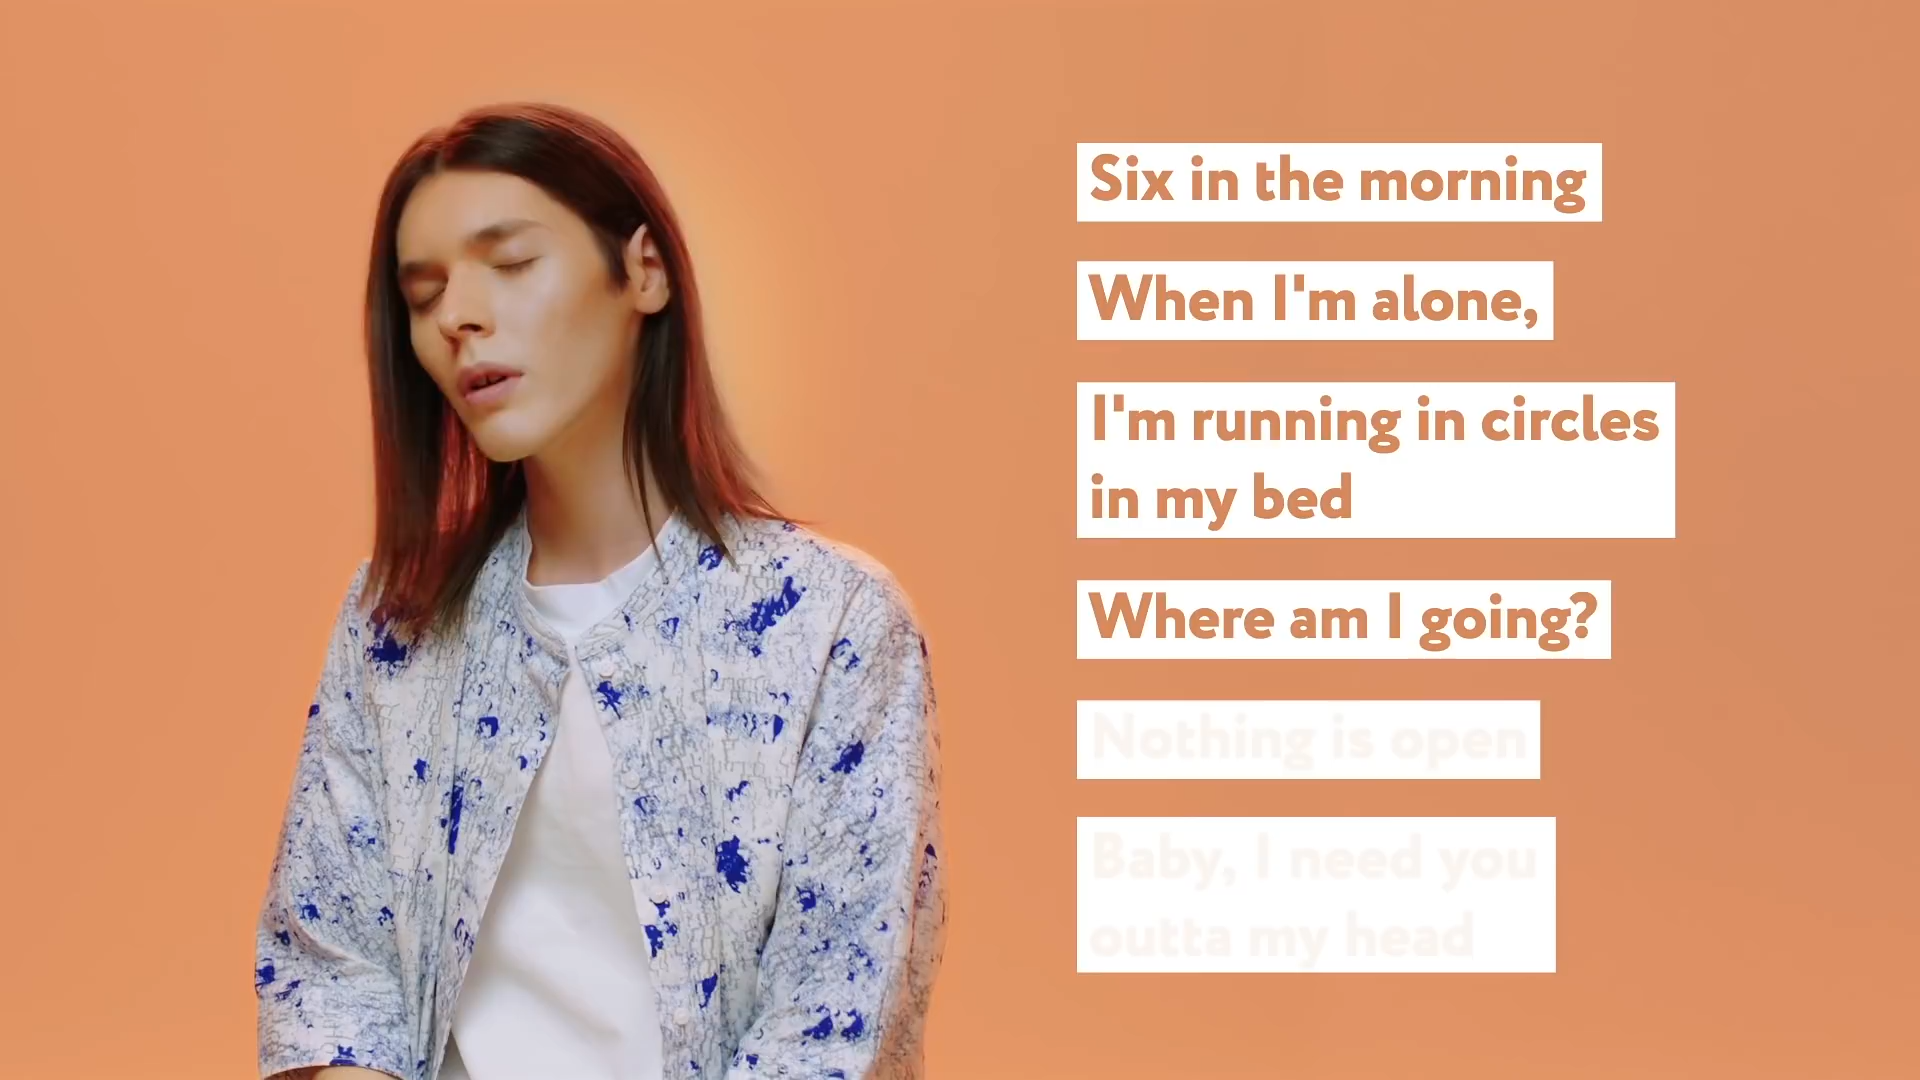 Six in the morning
When I'm alone,
I'm running in circles
in my bed
Where am I going?
Nothing is open
Baby, I need you
outta my head